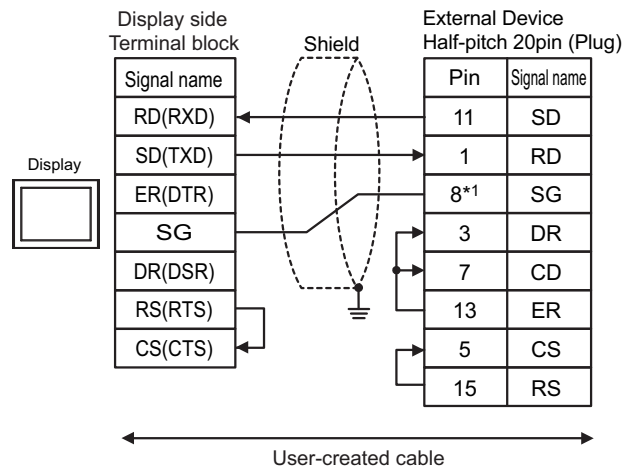 Display side
Terminal block
Shield
External Device
Half-pitch 20pin (Plug)
Signal name
Pin
Signal name
RD(RXD)
11
SD
SD(TXD)
1
RD
Display
ER(DTR)
8*1
SG
SG
3
DR
DR(DSR)
7
CD
RS(RTS)
13
ER
CS(CTS)
5
CS
15
RS
User-created cable